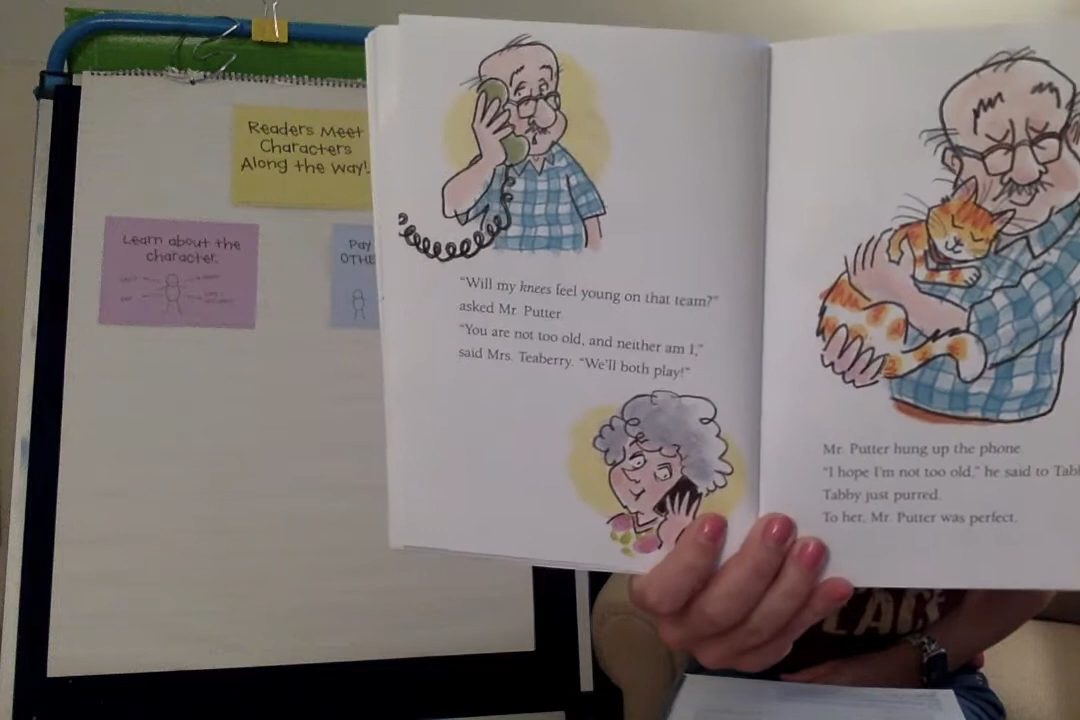 Readers Meet
Characters
Along the Way!
Learn about the
character.
Pay
OTHE
"Will my knees feel young on that team?"
asked Mr. Putter.
"You are not too old, and neither am I,"
said Mrs. Teaberry. "We'll both play!"
Mr. Putter hung up the phone.
"I hope I'm not too old," he said to Tabb
Tabby just purred.
To her, Mr. Putter was perfect.